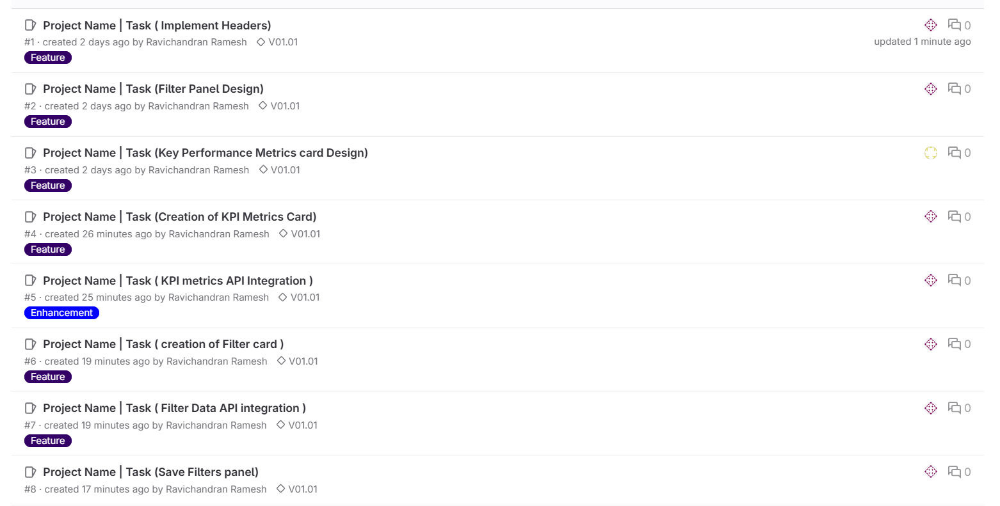 Project Name | Task ( Implement Headers)
0
#1 · created 2 days ago by Ravichandran Ramesh V01.01
updated 1 minute ago
Feature
Project Name | Task (Filter Panel Design)
0
#2 · created 2 days ago by Ravichandran Ramesh V01.01
Feature
Project Name | Task (Key Performance Metrics card Design)
0
#3 · created 2 days ago by Ravichandran Ramesh V01.01
Feature
Project Name | Task (Creation of KPI Metrics Card)
0
#4 · created 26 minutes ago by Ravichandran Ramesh V01.01
Feature
Project Name | Task ( KPI metrics API Integration )
0
#5 · created 25 minutes ago by Ravichandran Ramesh V01.01
Enhancement
Project Name | Task ( creation of Filter card )
0
#6 · created 19 minutes ago by Ravichandran Ramesh V01.01
Feature
Project Name | Task ( Filter Data API integration )
0
#7 · created 19 minutes ago by Ravichandran Ramesh V01.01
Feature
Project Name | Task (Save Filters panel)
0
#8 · created 17 minutes ago by Ravichandran Ramesh V01.01